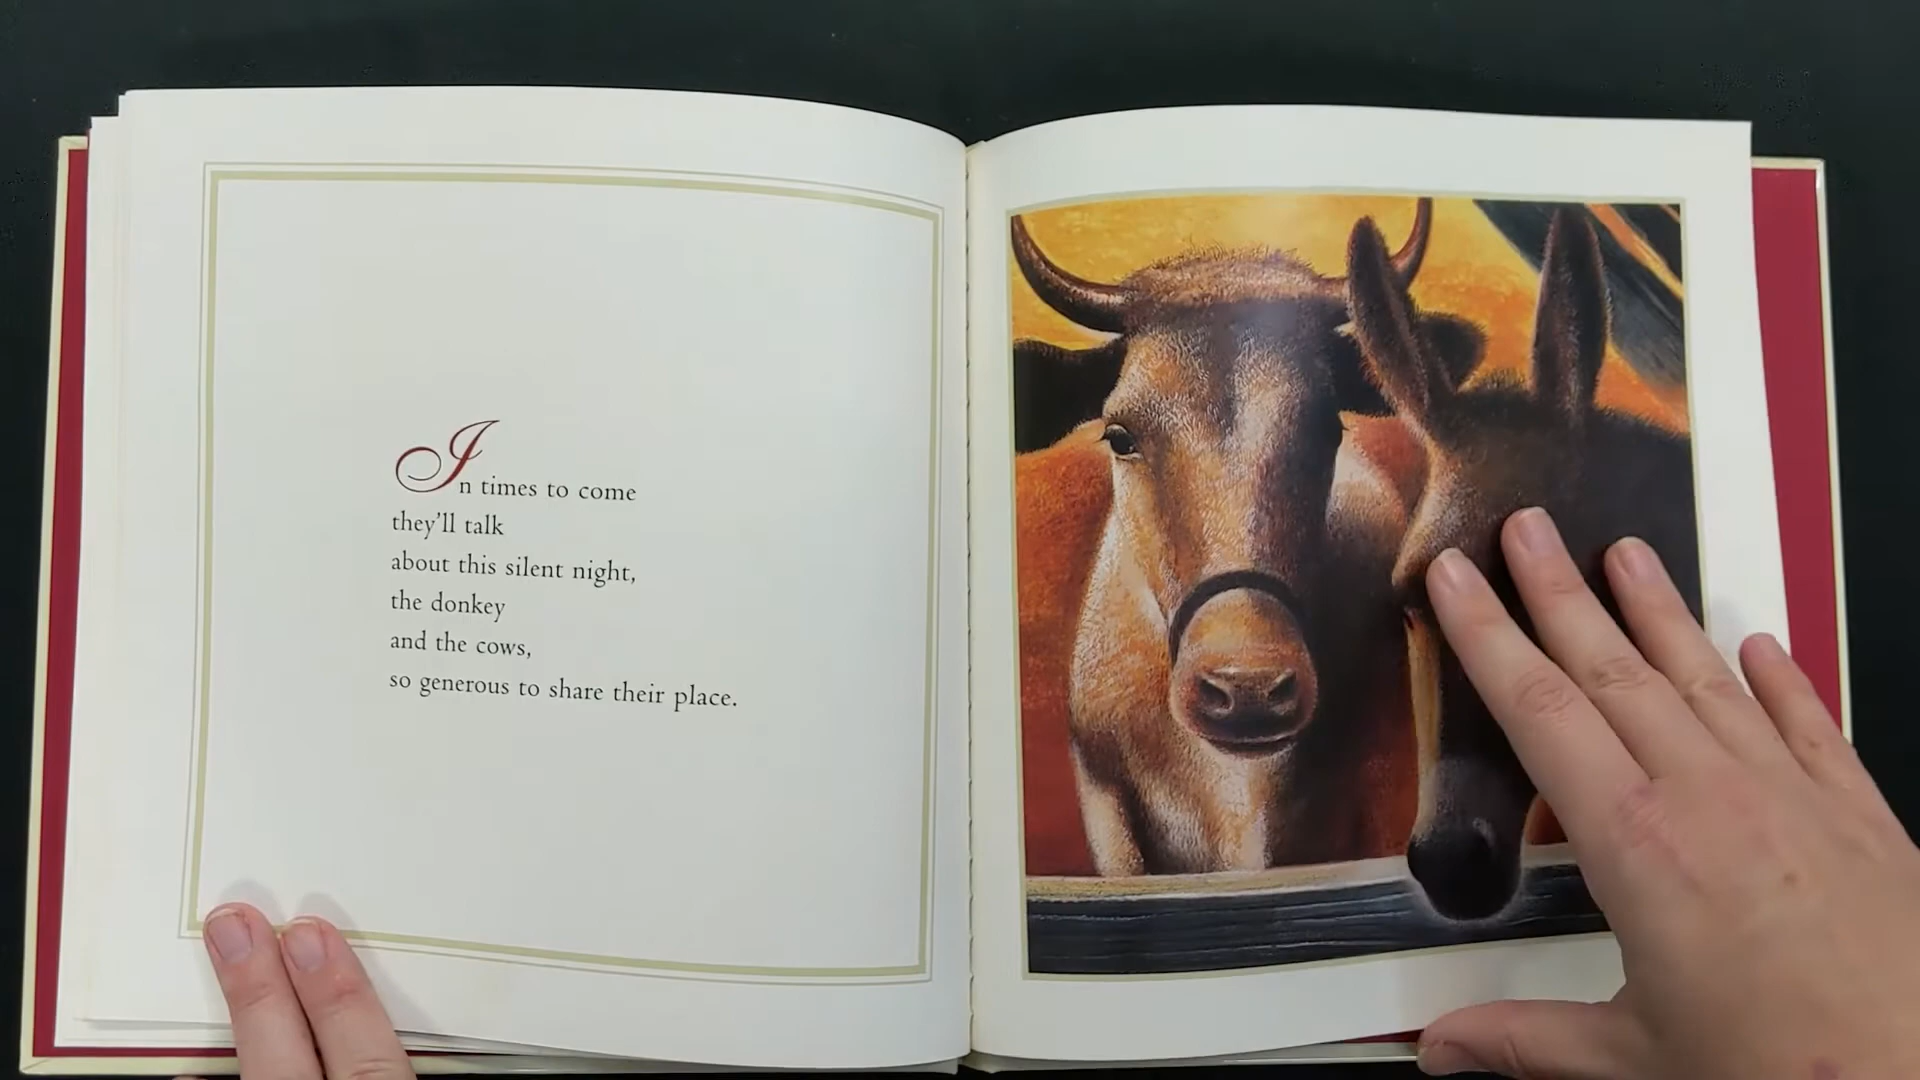 In times to come
they'll talk
about this silent night,
the donkey
and the cows,
so generous to share their place.